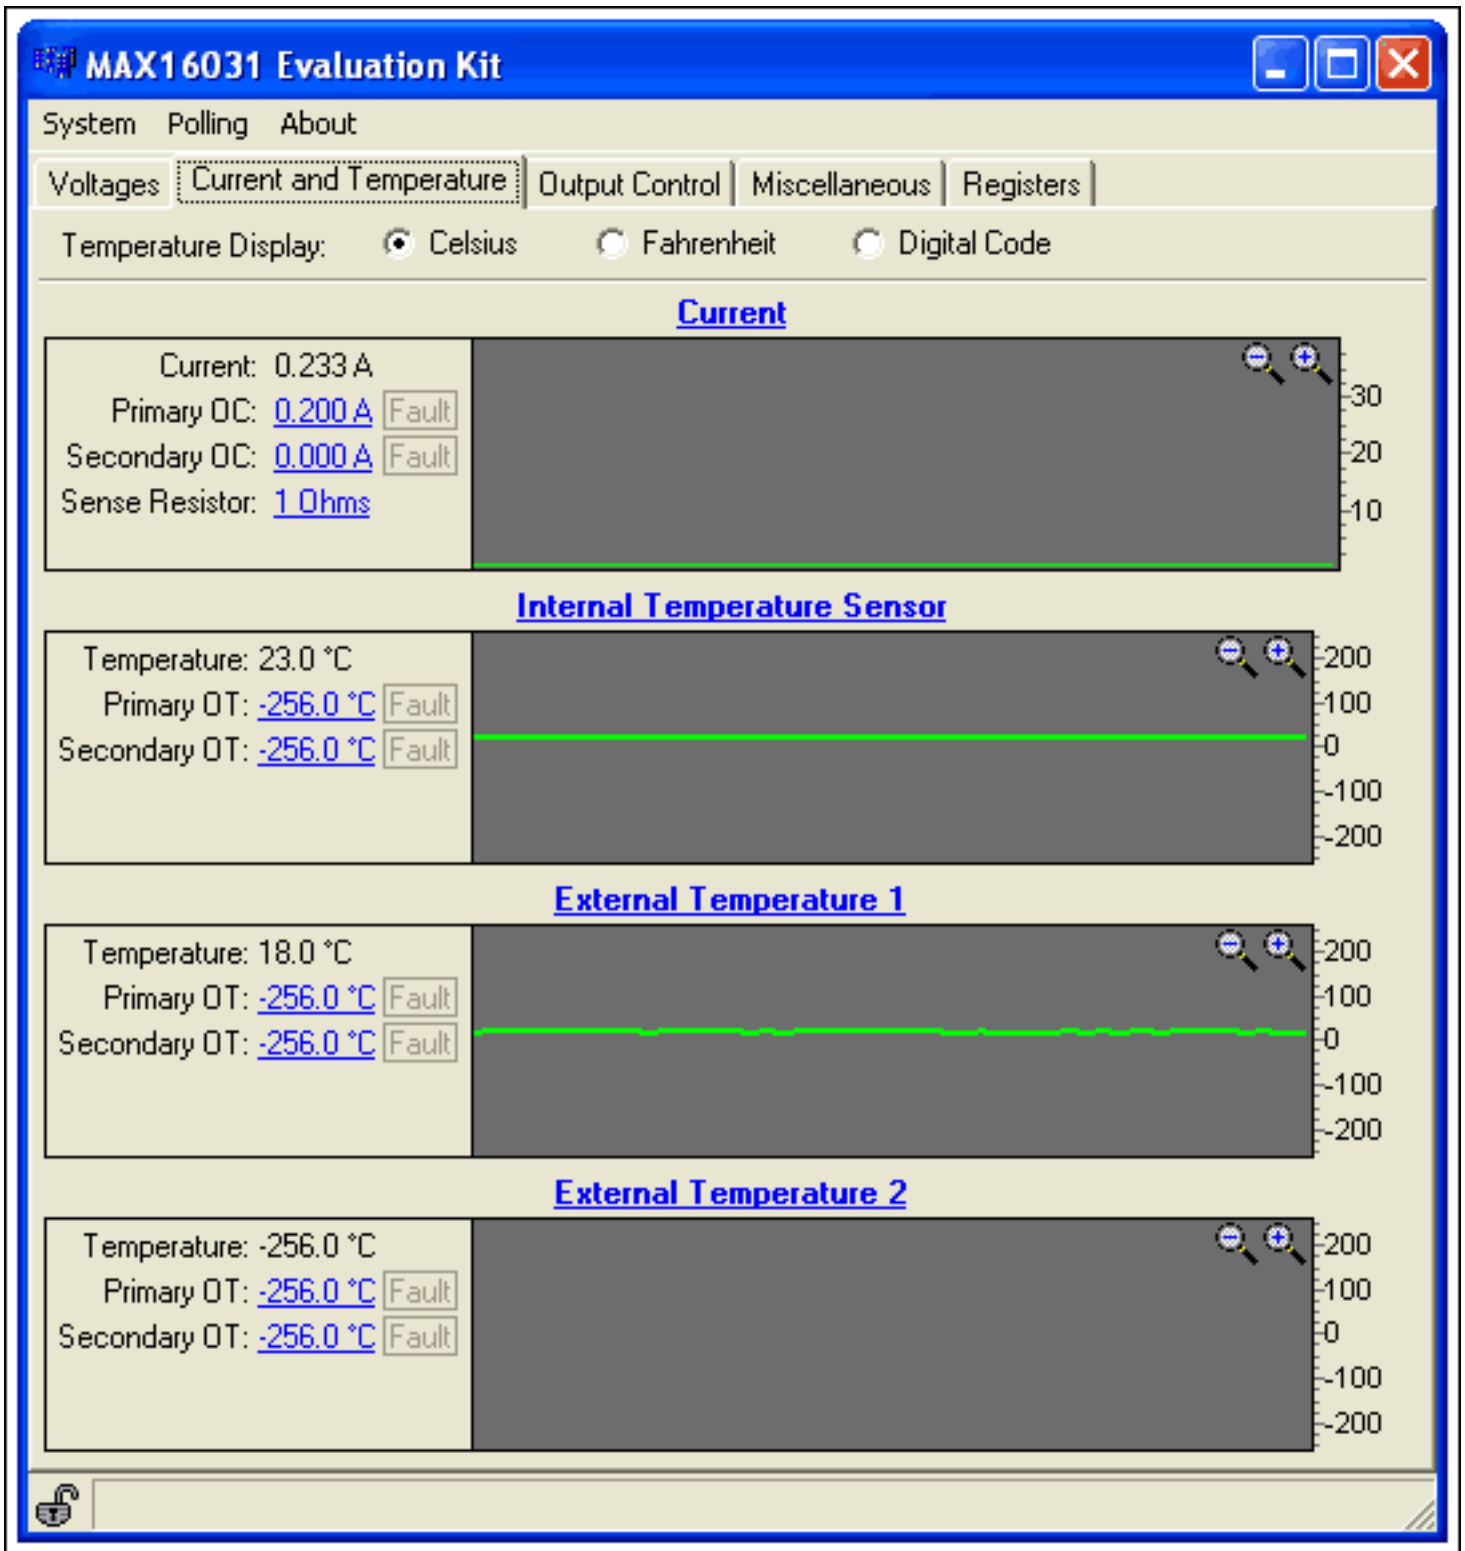 MAX16031 Evaluation Kit
System Polling About
Voltages Current and Temperature Output Control Miscellaneous Registers
Temperature Display: Celsius Fahrenheit Digital Code
Current
Current: 0.233 A
Primary OC: 0.200 A Fault
Secondary OC: 0.000 A Fault
Sense Resistor: 1 Ohms
30
20
10
Internal Temperature Sensor
Temperature: 23.0 °C
Primary OT: -256.0 °C Fault
Secondary OT: -256.0 °C Fault
200
100
0
-100
-200
External Temperature 1
Temperature: 18.0 °C
Primary OT: -256.0 °C Fault
Secondary OT: -256.0 °C Fault
200
100
0
-100
-200
External Temperature 2
Temperature: -256.0 °C
Primary OT: -256.0 °C Fault
Secondary OT: -256.0 °C Fault
200
100
0
-100
-200